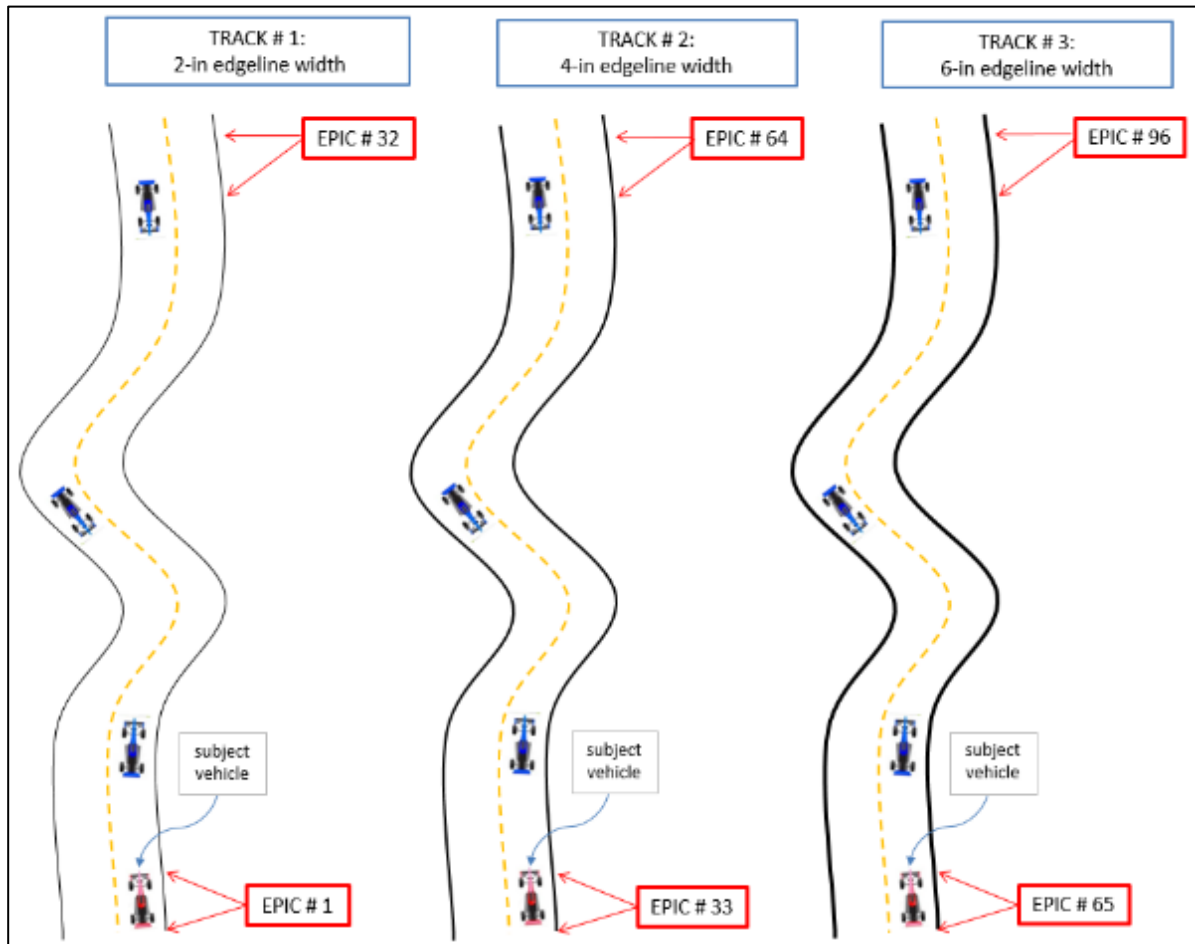 TRACK # 1:
2-in edgeline width
TRACK # 2:
4-in edgeline width
TRACK # 3:
6-in edgeline width
EPIC # 32
EPIC # 64
EPIC # 96
subject
vehicle
subject
vehicle
subject
vehicle
EPIC # 1
EPIC # 33
EPIC # 65